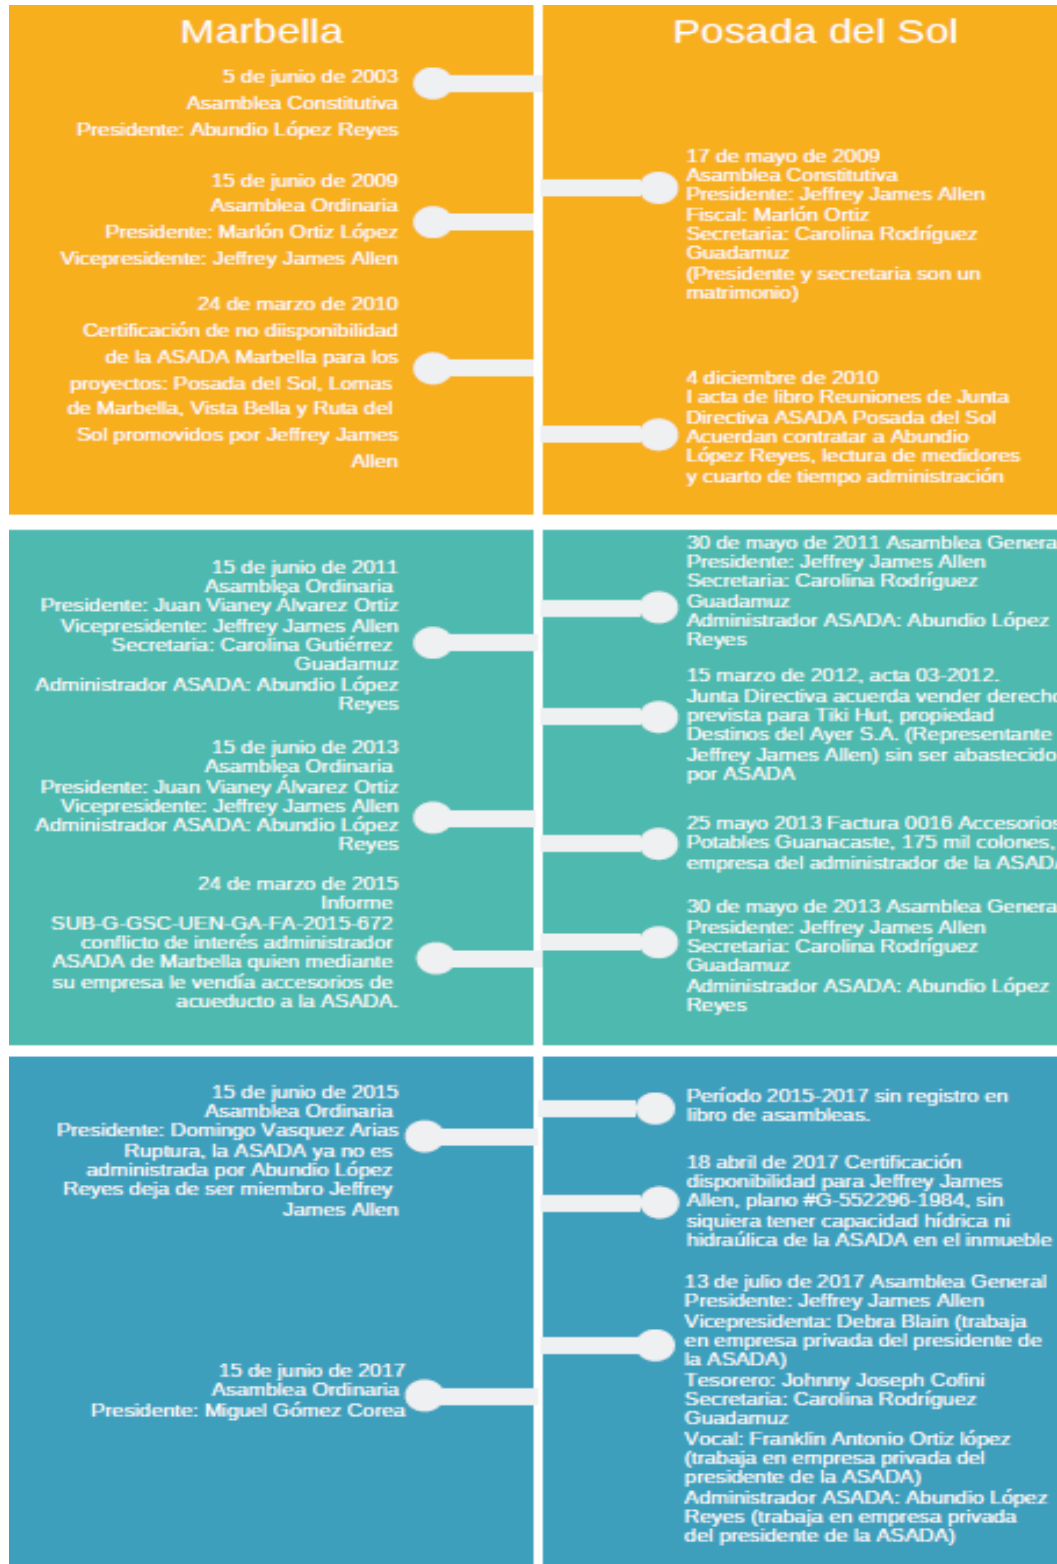 Marbella
5 de junio de 2003
Asamblea Constitutiva
Presidente: Abundio López Reyes
15 de junio de 2009
Asamblea Ordinaria
Presidente: Marlón Ortiz López
Vicepresidente: Jeffrey James Allen
24 de marzo de 2010
Certificación de no diisponibilidad
de la ASADA Marbella para los
proyectos: Posada del Sol, Lomas
de Marbella, Vista Bella y Ruta del
Sol promovidos por Jeffrey James
Allen
Posada del Sol
17 de mayo de 2009
Asamblea Constitutiva
Presidente: Jeffrey James Allen
Fiscal: Marlón Ortiz
Secretaria: Carolina Rodríguez
Guadamuz
(Presidente y secretaria son un
matrimonio)
4 diciembre de 2010
I acta de libro Reuniones de Junta
Directiva ASADA Posada del Sol
Acuerdan contratar a Abundio
López Reyes, lectura de medidores
y cuarto de tiempo administración
15 de junio de 2011
Asamblea Ordinaria
Presidente: Juan Vianey Álvarez Ortiz
Vicepresidente: Jeffrey James Allen
Secretaria: Carolina Gutiérrez
Guadamuz
Administrador ASADA: Abundio López
Reyes
15 de junio de 2013
Asamblea Ordinaria
Presidente: Juan Vianey Álvarez Ortiz
Vicepresidente: Jeffrey James Allen
Administrador ASADA: Abundio López
Reyes
24 de marzo de 2015
Informe
SUB-G-GSC-UEN-GA-FA-2015-672
conflicto de interés administrador
ASADA de Marbella quien mediante
su empresa le vendía accesorios de
acueducto a la ASADA.
30 de mayo de 2011 Asamblea Genera
Presidente: Jeffrey James Allen
Secretaria: Carolina Rodríguez
Guadamuz
Administrador ASADA: Abundio López
Reyes
15 marzo de 2012, acta 03-2012.
Junta Directiva acuerda vender derecho
prevista para Tiki Hut, propiedad
Destinos del Ayer S.A. (Representante
Jeffrey James Allen) sin ser abastecido
por ASADA
25 mayo 2013 Factura 0016 Accesorios
Potables Guanacaste, 175 mil colones,
empresa del administrador de la ASADA
30 de mayo de 2013 Asamblea Genera
Presidente: Jeffrey James Allen
Secretaria: Carolina Rodríguez
Guadamuz
Administrador ASADA: Abundio López
Reyes
15 de junio de 2015
Asamblea Ordinaria
Presidente: Domingo Vasquez Arias
Ruptura, la ASADA ya no es
administrada por Abundio López
Reyes deja de ser miembro Jeffrey
James Allen
15 de junio de 2017
Asamblea Ordinaria
Presidente: Miguel Gómez Corea
Período 2015-2017 sin registro en
libro de asambleas.
18 abril de 2017 Certificación
disponibilidad para Jeffrey James
Allen, plano #G-552296-1984, sin
siquiera tener capacidad hídrica ni
hidraúlica de la ASADA en el inmueble
13 de julio de 2017 Asamblea General
Presidente: Jeffrey James Allen
Vicepresidenta: Debra Blain (trabaja
en empresa privada del presidente de
la ASADA)
Tesorero: Johnny Joseph Cofini
Secretaria: Carolina Rodríguez
Guadamuz
Vocal: Franklin Antonio Ortiz lópez
(trabaja en empresa privada del
presidente de la ASADA)
Administrador ASADA: Abundio López
Reyes (trabaja en empresa privada
del presidente de la ASADA)